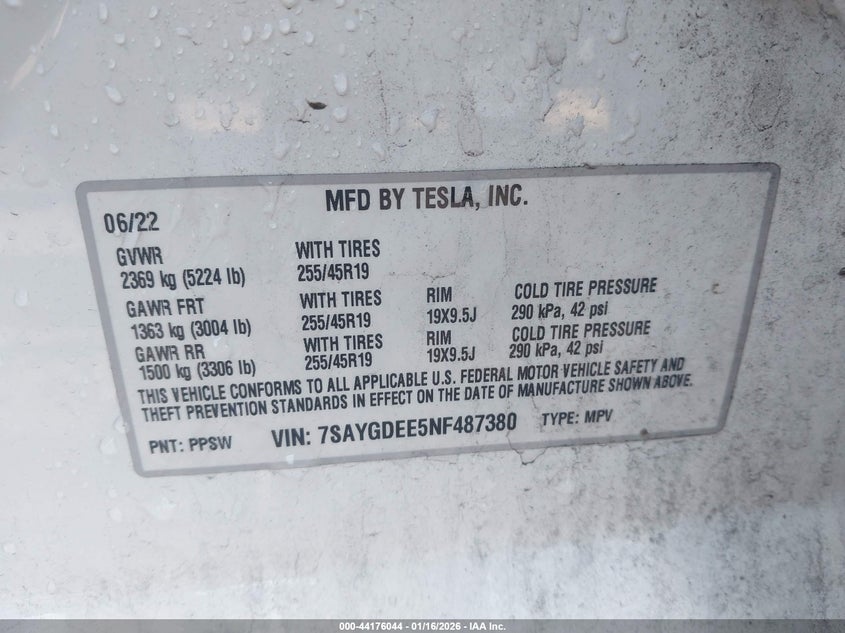 MFD BY TESLA, INC.
06/22
GVWR WITH TIRES
2369 kg (5224 lb) 255/45R19
GAWR FRT WITH TIRES RIM COLD TIRE PRESSURE
1363 kg (3004 lb) 255/45R19 19X9.5J 290 kPa, 42 psi
GAWR RR WITH TIRES RIM COLD TIRE PRESSURE
1500 kg (3306 lb) 255/45R19 19X9.5J 290 kPa, 42 psi
THIS VEHICLE CONFORMS TO ALL APPLICABLE U.S. FEDERAL MOTOR VEHICLE SAFETY AND
THEFT PREVENTION STANDARDS IN EFFECT ON THE DATE OF MANUFACTURE SHOWN ABOVE.
PNT: PPSW VIN: 7SAYGDEE5NF487380 TYPE: MPV
000-44176044 - 01/16/2026 - IAA Inc.